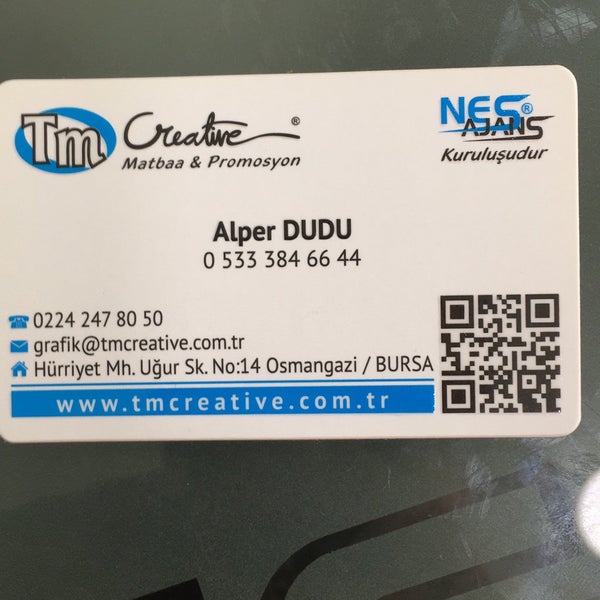 Tm Creative ®
Matbaa & Promosyon
NES ®
AJANS
Kuruluşudur
Alper DUDU
0 533 384 66 44
0224 247 80 50
grafik@tmcreative.com.tr
Hürriyet Mh. Uğur Sk. No:14 Osmangazi / BURSA
www.tmcreative.com.tr